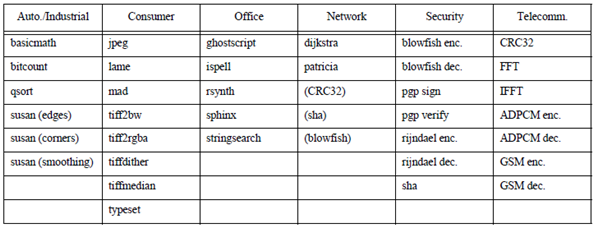 Auto./Industrial Consumer Office Network Security Telecomm.
basicmath jpeg ghostscript dijkstra blowfish enc. CRC32
bitcount lame ispell patricia blowfish dec. FFT
qsort mad rsynth (CRC32) pgp sign IFFT
susan (edges) tiff2bw sphinx (sha) pgp verify ADPCM enc.
susan (corners) tiff2rgba stringsearch (blowfish) rijndael enc. ADPCM dec.
susan (smoothing) tiffdither rijndael dec. GSM enc.
tiffmedian sha GSM dec.
typeset